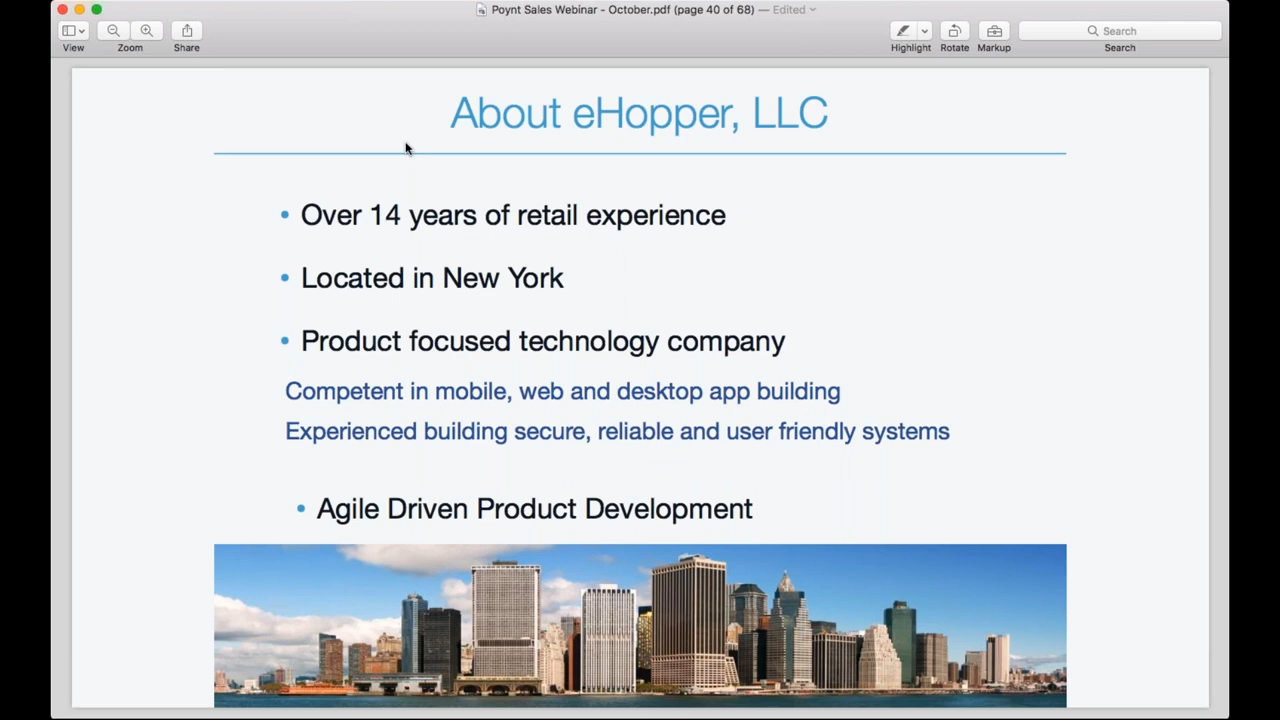 Poynt Sales Webinar - October.pdf (page 40 of 68) — Edited
View
Zoom
Share
Highlight
Rotate
Markup
Search
Search
About eHopper, LLC
• Over 14 years of retail experience
• Located in New York
• Product focused technology company
Competent in mobile, web and desktop app building
Experienced building secure, reliable and user friendly systems
• Agile Driven Product Development